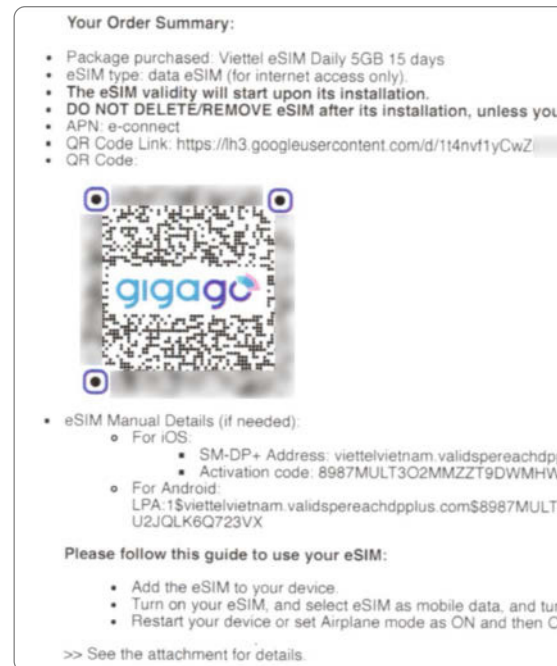 Your Order Summary:
Package purchased: Viettel eSIM Daily 5GB 15 days
eSIM type: data eSIM (for internet access only).
The eSIM validity will start upon its installation.
DO NOT DELETE/REMOVE eSIM after its installation, unless you
APN: e-connect
QR Code Link: https://lh3.googleusercontent.com/d/1t4nvf1yCwZ
QR Code:
gigago
eSIM Manual Details (if needed):
For iOS:
SM-DP+ Address: viettelvietnam.validspereachdp
Activation code: 8987MULT3O2MMZZT9DWMHW
For Android:
LPA:1$viettelvietnam.validspereachdpplus.com$8987MULT
U2JQLK6Q723VX
Please follow this guide to use your eSIM:
Add the eSIM to your device.
Turn on your eSIM, and select eSIM as mobile data, and tur
Restart your device or set Airplane mode as ON and then O
>> See the attachment for details.